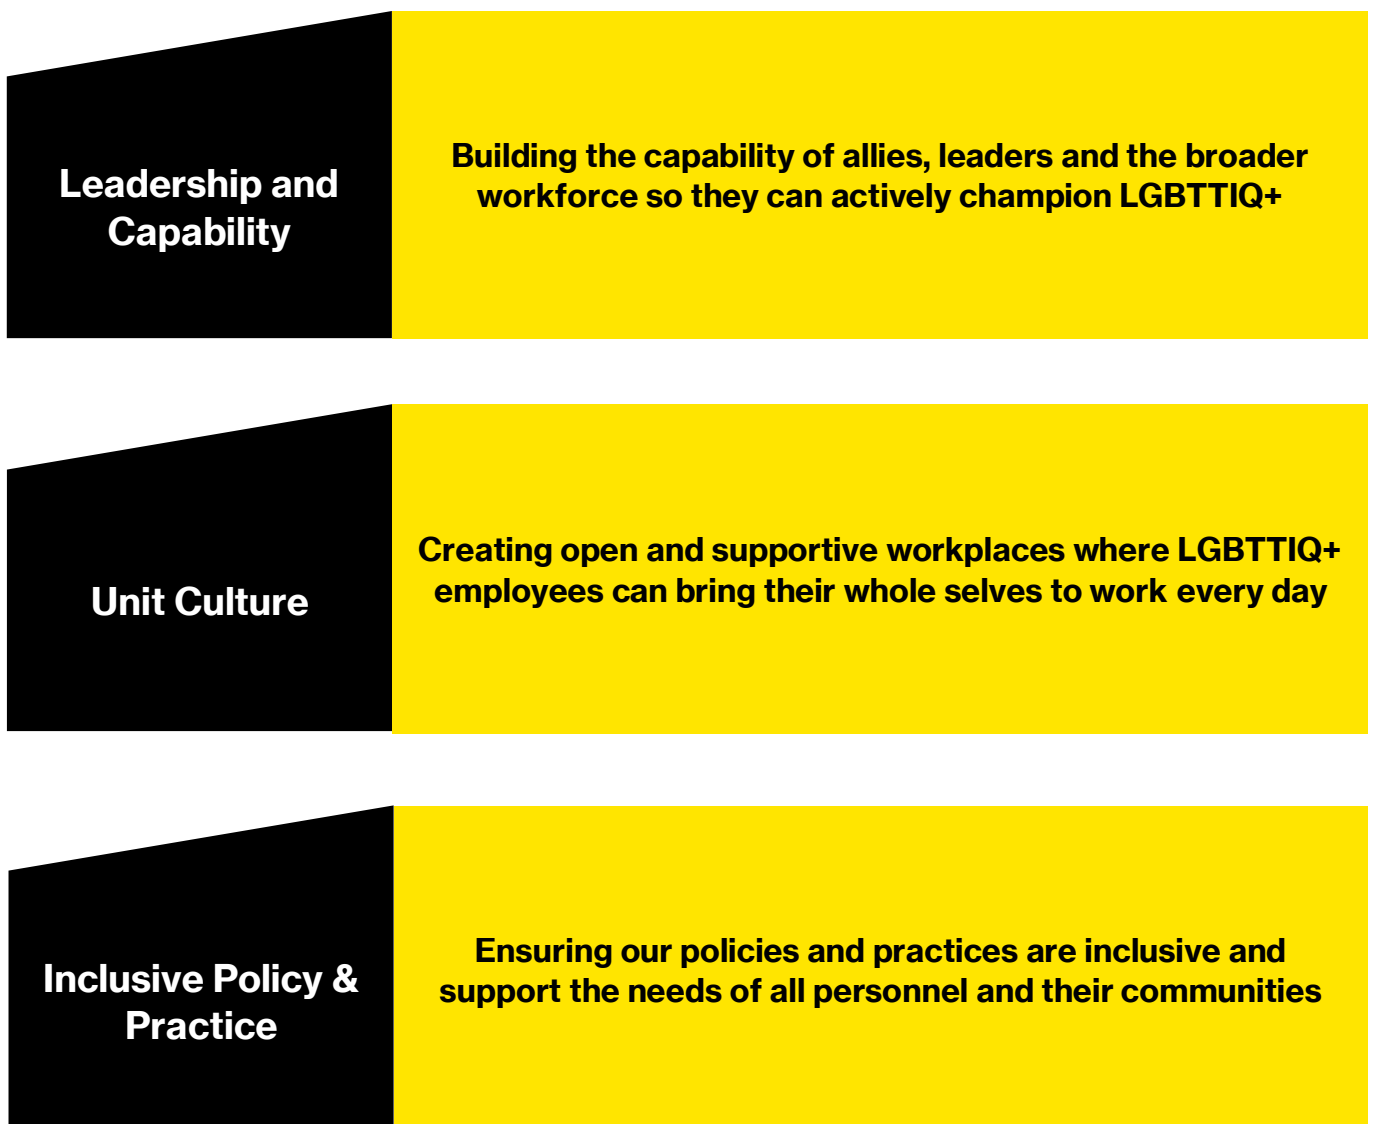 Leadership and
Capability
Building the capability of allies, leaders and the broader
workforce so they can actively champion LGBTTIQ+
Unit Culture
Creating open and supportive workplaces where LGBTTIQ+
employees can bring their whole selves to work every day
Inclusive Policy &
Practice
Ensuring our policies and practices are inclusive and
support the needs of all personnel and their communities